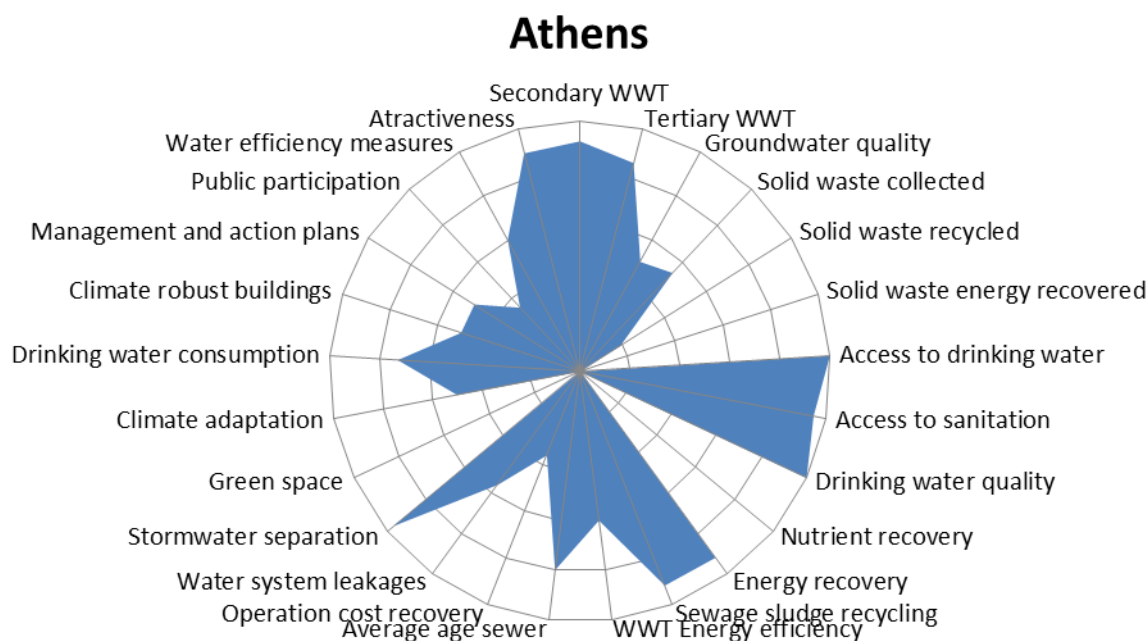 Athens
Secondary WWT
Tertiary WWT
Groundwater quality
Solid waste collected
Solid waste recycled
Solid waste energy recovered
Access to drinking water
Access to sanitation
Drinking water quality
Nutrient recovery
Energy recovery
Sewage sludge recycling
WWT Energy efficiency
Average age sewer
Operation cost recovery
Water system leakages
Stormwater separation
Green space
Climate adaptation
Drinking water consumption
Climate robust buildings
Management and action plans
Public participation
Water efficiency measures
Atractiveness